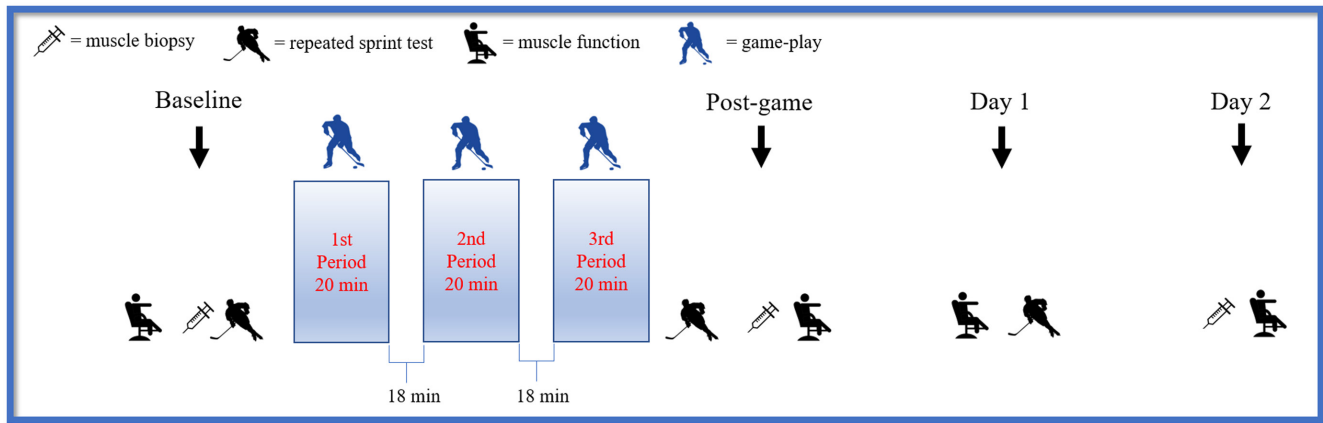 = muscle biopsy
= repeated sprint test
= muscle function
= game-play
Baseline
Post-game
Day 1
Day 2
1st
Period
20 min
2nd
Period
20 min
3rd
Period
20 min
18 min
18 min